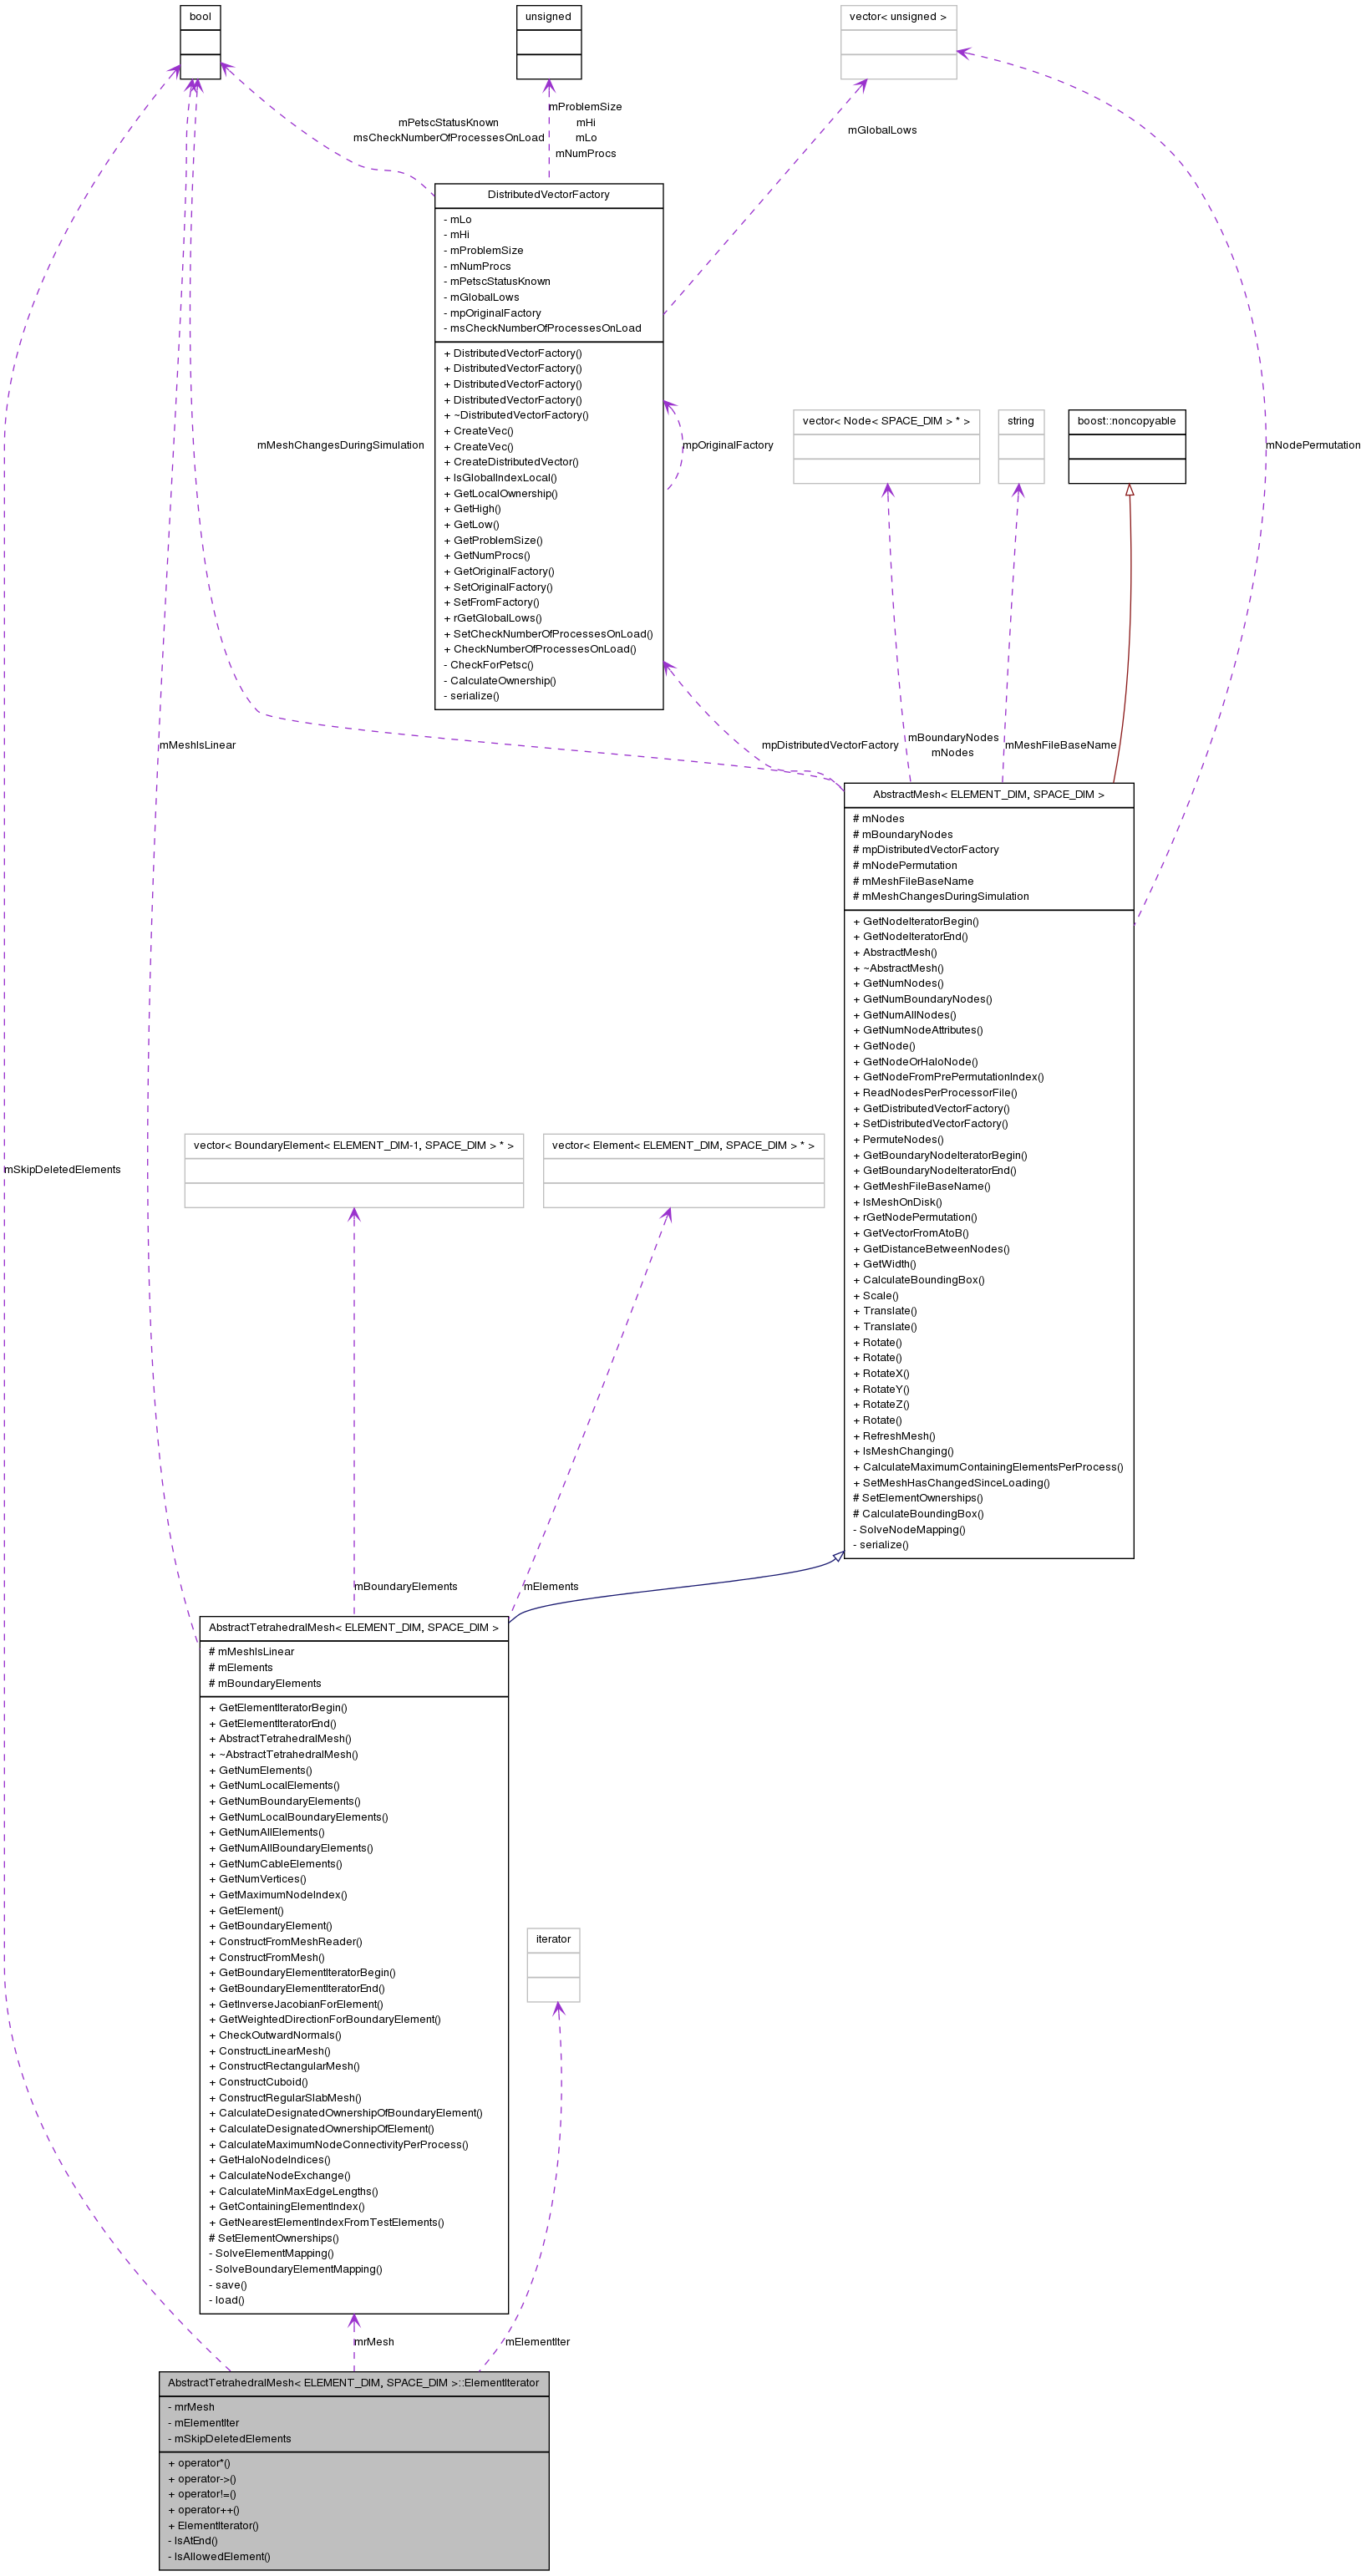 bool
unsigned
vector< unsigned >
mPetscStatusKnown
msCheckNumberOfProcessesOnLoad
mProblemSize
mHi
mLo
mNumProcs
mGlobalLows
DistributedVectorFactory
- mLo
- mHi
- mProblemSize
- mNumProcs
- mPetscStatusKnown
- mGlobalLows
- mpOriginalFactory
- msCheckNumberOfProcessesOnLoad
+ DistributedVectorFactory()
+ DistributedVectorFactory()
+ DistributedVectorFactory()
+ DistributedVectorFactory()
+ ~DistributedVectorFactory()
+ CreateVec()
+ CreateVec()
+ CreateDistributedVector()
+ IsGlobalIndexLocal()
+ GetLocalOwnership()
+ GetHigh()
+ GetLow()
+ GetProblemSize()
+ GetNumProcs()
+ GetOriginalFactory()
+ SetOriginalFactory()
+ SetFromFactory()
+ rGetGlobalLows()
+ SetCheckNumberOfProcessesOnLoad()
+ CheckNumberOfProcessesOnLoad()
- CheckForPetsc()
- CalculateOwnership()
- serialize()
mMeshChangesDuringSimulation
mpOriginalFactory
vector< Node< SPACE_DIM > * >
string
boost::noncopyable
mNodePermutation
mMeshIsLinear
mpDistributedVectorFactory
mBoundaryNodes
mNodes
mMeshFileBaseName
AbstractMesh< ELEMENT_DIM, SPACE_DIM >
# mNodes
# mBoundaryNodes
# mpDistributedVectorFactory
# mNodePermutation
# mMeshFileBaseName
# mMeshChangesDuringSimulation
+ GetNodeIteratorBegin()
+ GetNodeIteratorEnd()
+ AbstractMesh()
+ ~AbstractMesh()
+ GetNumNodes()
+ GetNumBoundaryNodes()
+ GetNumAllNodes()
+ GetNumNodeAttributes()
+ GetNode()
+ GetNodeOrHaloNode()
+ GetNodeFromPrePermutationIndex()
+ ReadNodesPerProcessorFile()
+ GetDistributedVectorFactory()
+ SetDistributedVectorFactory()
+ PermuteNodes()
+ GetBoundaryNodeIteratorBegin()
+ GetBoundaryNodeIteratorEnd()
+ GetMeshFileBaseName()
+ IsMeshOnDisk()
+ rGetNodePermutation()
+ GetVectorFromAtoB()
+ GetDistanceBetweenNodes()
+ GetWidth()
+ CalculateBoundingBox()
+ Scale()
+ Translate()
+ Translate()
+ Rotate()
+ Rotate()
+ RotateX()
+ RotateY()
+ RotateZ()
+ Rotate()
+ RefreshMesh()
+ IsMeshChanging()
+ CalculateMaximumContainingElementsPerProcess()
+ SetMeshHasChangedSinceLoading()
# SetElementOwnerships()
# CalculateBoundingBox()
- SolveNodeMapping()
- serialize()
vector< BoundaryElement< ELEMENT_DIM-1, SPACE_DIM > * >
vector< Element< ELEMENT_DIM, SPACE_DIM > * >
mSkipDeletedElements
mBoundaryElements
mElements
AbstractTetrahedralMesh< ELEMENT_DIM, SPACE_DIM >
# mMeshIsLinear
# mElements
# mBoundaryElements
+ GetElementIteratorBegin()
+ GetElementIteratorEnd()
+ AbstractTetrahedralMesh()
+ ~AbstractTetrahedralMesh()
+ GetNumElements()
+ GetNumLocalElements()
+ GetNumBoundaryElements()
+ GetNumLocalBoundaryElements()
+ GetNumAllElements()
+ GetNumAllBoundaryElements()
+ GetNumCableElements()
+ GetNumVertices()
+ GetMaximumNodeIndex()
+ GetElement()
+ GetBoundaryElement()
+ ConstructFromMeshReader()
+ ConstructFromMesh()
+ GetBoundaryElementIteratorBegin()
+ GetBoundaryElementIteratorEnd()
+ GetInverseJacobianForElement()
+ GetWeightedDirectionForBoundaryElement()
+ CheckOutwardNormals()
+ ConstructLinearMesh()
+ ConstructRectangularMesh()
+ ConstructCuboid()
+ ConstructRegularSlabMesh()
+ CalculateDesignatedOwnershipOfBoundaryElement()
+ CalculateDesignatedOwnershipOfElement()
+ CalculateMaximumNodeConnectivityPerProcess()
+ GetHaloNodeIndices()
+ CalculateNodeExchange()
+ CalculateMinMaxEdgeLengths()
+ GetContainingElementIndex()
+ GetNearestElementIndexFromTestElements()
# SetElementOwnerships()
- SolveElementMapping()
- SolveBoundaryElementMapping()
- save()
- load()
iterator
mrMesh
mElementIter
AbstractTetrahedralMesh< ELEMENT_DIM, SPACE_DIM >::ElementIterator
- mrMesh
- mElementIter
- mSkipDeletedElements
+ operator*()
+ operator->()
+ operator!=()
+ operator++()
+ ElementIterator()
- IsAtEnd()
- IsAllowedElement()